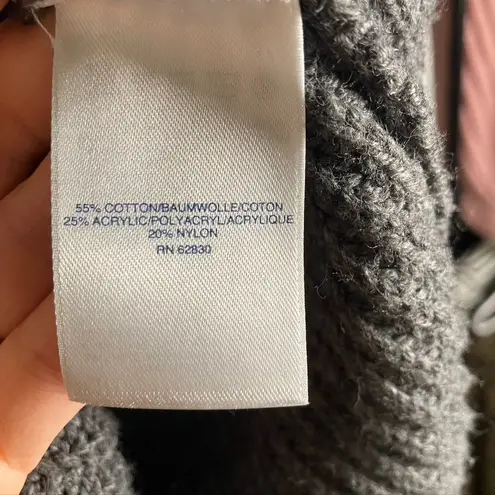 55% COTTON/BAUMWOLLE/COTON
25% ACRYLIC/POLYACRYL/ACRYLIQUE
20% NYLON
RN 62830